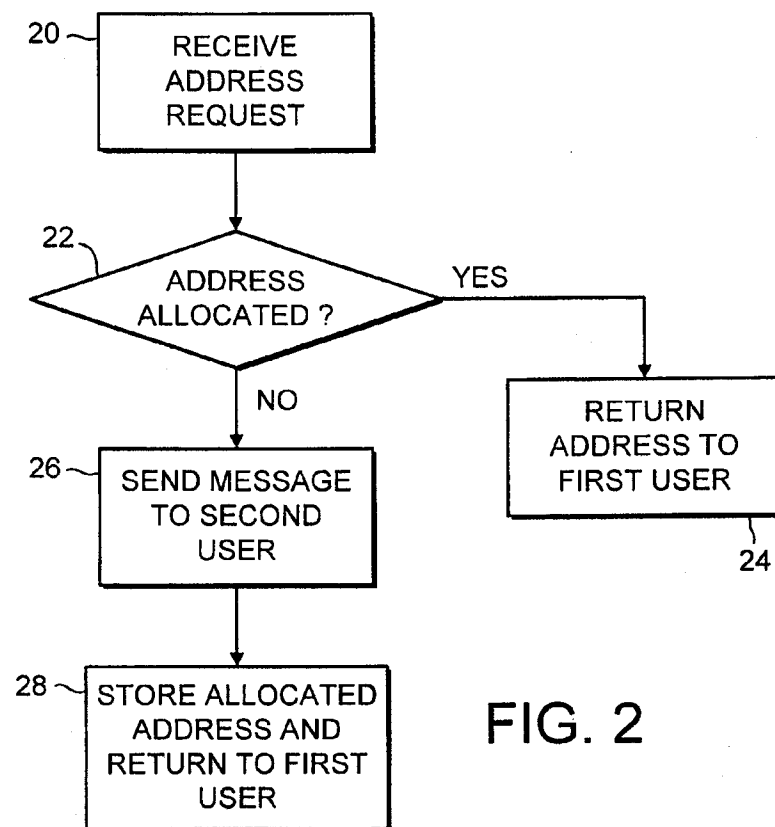 20
RECEIVE
ADDRESS
REQUEST
22
ADDRESS
ALLOCATED ?
YES
NO
RETURN
ADDRESS TO
FIRST USER
24
26
SEND MESSAGE
TO SECOND
USER
28
STORE ALLOCATED
ADDRESS AND
RETURN TO FIRST
USER
FIG. 2